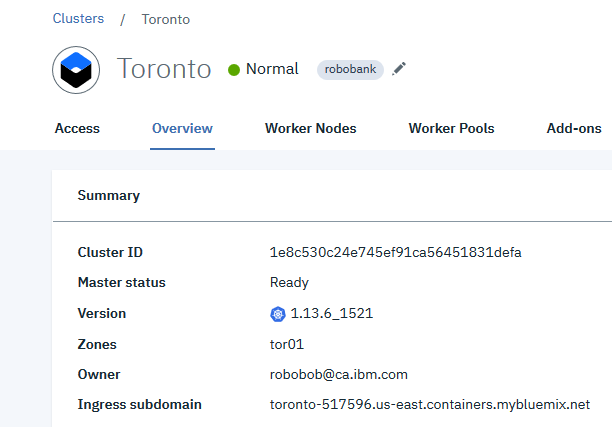 Clusters / Toronto
Toronto Normal robobank
Access Overview Worker Nodes Worker Pools Add-ons
Summary
Cluster ID 1e8c530c24e745ef91ca56451831defa
Master status Ready
Version 1.13.6_1521
Zones tor01
Owner robobob@ca.ibm.com
Ingress subdomain toronto-517596.us-east.containers.mybluemix.net